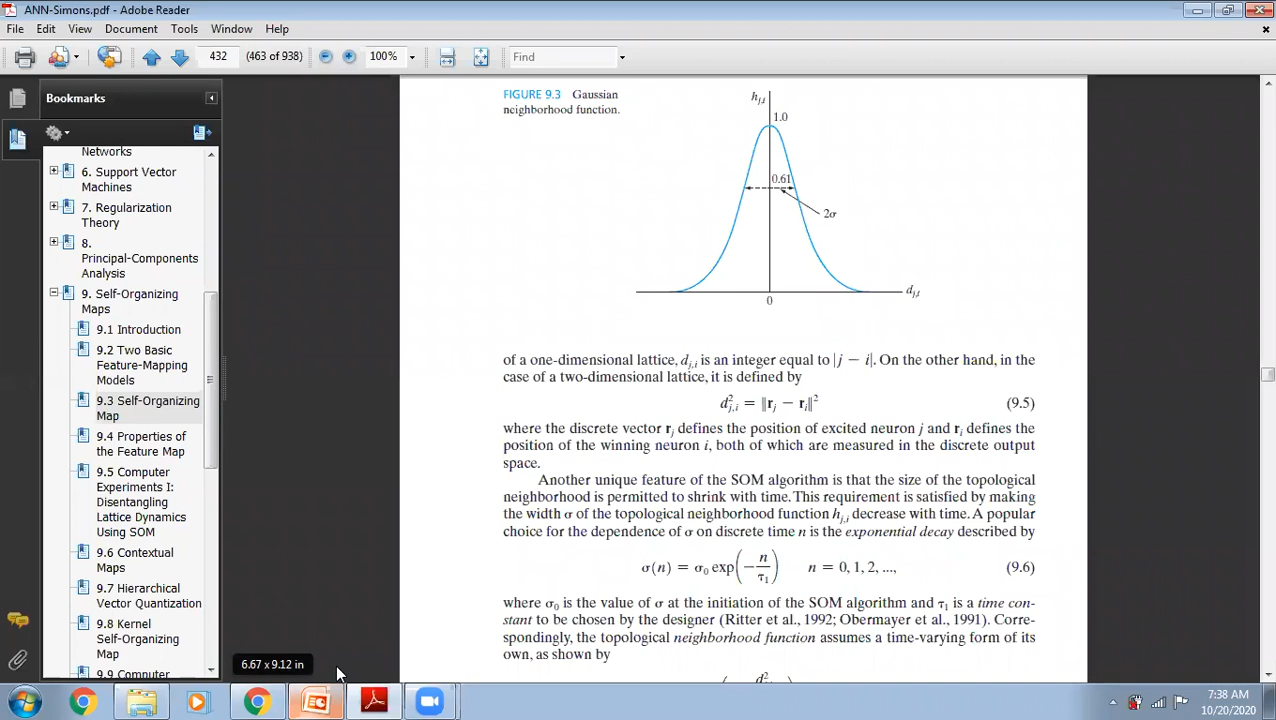 ANN-Simons.pdf - Adobe Reader
File Edit View Document Tools Window Help
432 (463 of 938) 100% Find
Bookmarks
Networks
6. Support Vector
Machines
7. Regularization
Theory
8.
Principal-Components
Analysis
9. Self-Organizing
Maps
9.1 Introduction
9.2 Two Basic
Feature-Mapping
Models
9.3 Self-Organizing
Map
9.4 Properties of
the Feature Map
9.5 Computer
Experiments I:
Disentangling
Lattice Dynamics
Using SOM
9.6 Contextual
Maps
9.7 Hierarchical
Vector Quantization
9.8 Kernel
Self-Organizing
Map
9.9 Computer
6.67 x 9.12 in
FIGURE 9.3 Gaussian
neighborhood function.
h_{j,i}
1.0
0.61
2σ
d_{j,i}
0
of a one-dimensional lattice, d_{j,i} is an integer equal to |j − i|. On the other hand, in the
case of a two-dimensional lattice, it is defined by
d²_{j,i} = ||r_j − r_i||² (9.5)
where the discrete vector r_j defines the position of excited neuron j and r_i defines the
position of the winning neuron i, both of which are measured in the discrete output
space.
Another unique feature of the SOM algorithm is that the size of the topological
neighborhood is permitted to shrink with time. This requirement is satisfied by making
the width σ of the topological neighborhood function h_{j,i} decrease with time. A popular
choice for the dependence of σ on discrete time n is the exponential decay described by
σ(n) = σ₀ exp(−n/τ₁) n = 0, 1, 2, ..., (9.6)
where σ₀ is the value of σ at the initiation of the SOM algorithm and τ₁ is a time con-
stant to be chosen by the designer (Ritter et al., 1992; Obermayer et al., 1991). Corre-
spondingly, the topological neighborhood function assumes a time-varying form of its
own, as shown by
7:38 AM
10/20/2020